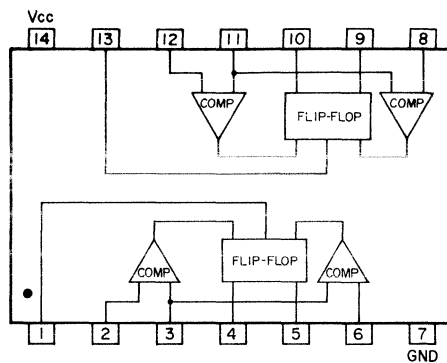 Vcc
14 13 12 11 10 9 8
COMP FLIP-FLOP COMP
COMP FLIP-FLOP COMP
1 2 3 4 5 6 7
GND